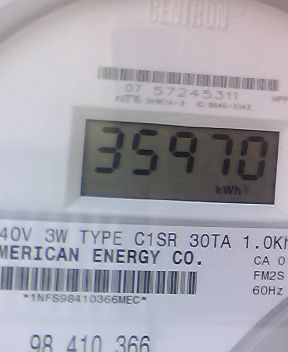 CENTRON
07 57245311
35970
kWh
40V 3W TYPE C1SR 30TA 1.0Kh
MERICAN ENERGY CO.
CA 0
FM2S
*1NFS98410366MEC*
60Hz
98 410 366